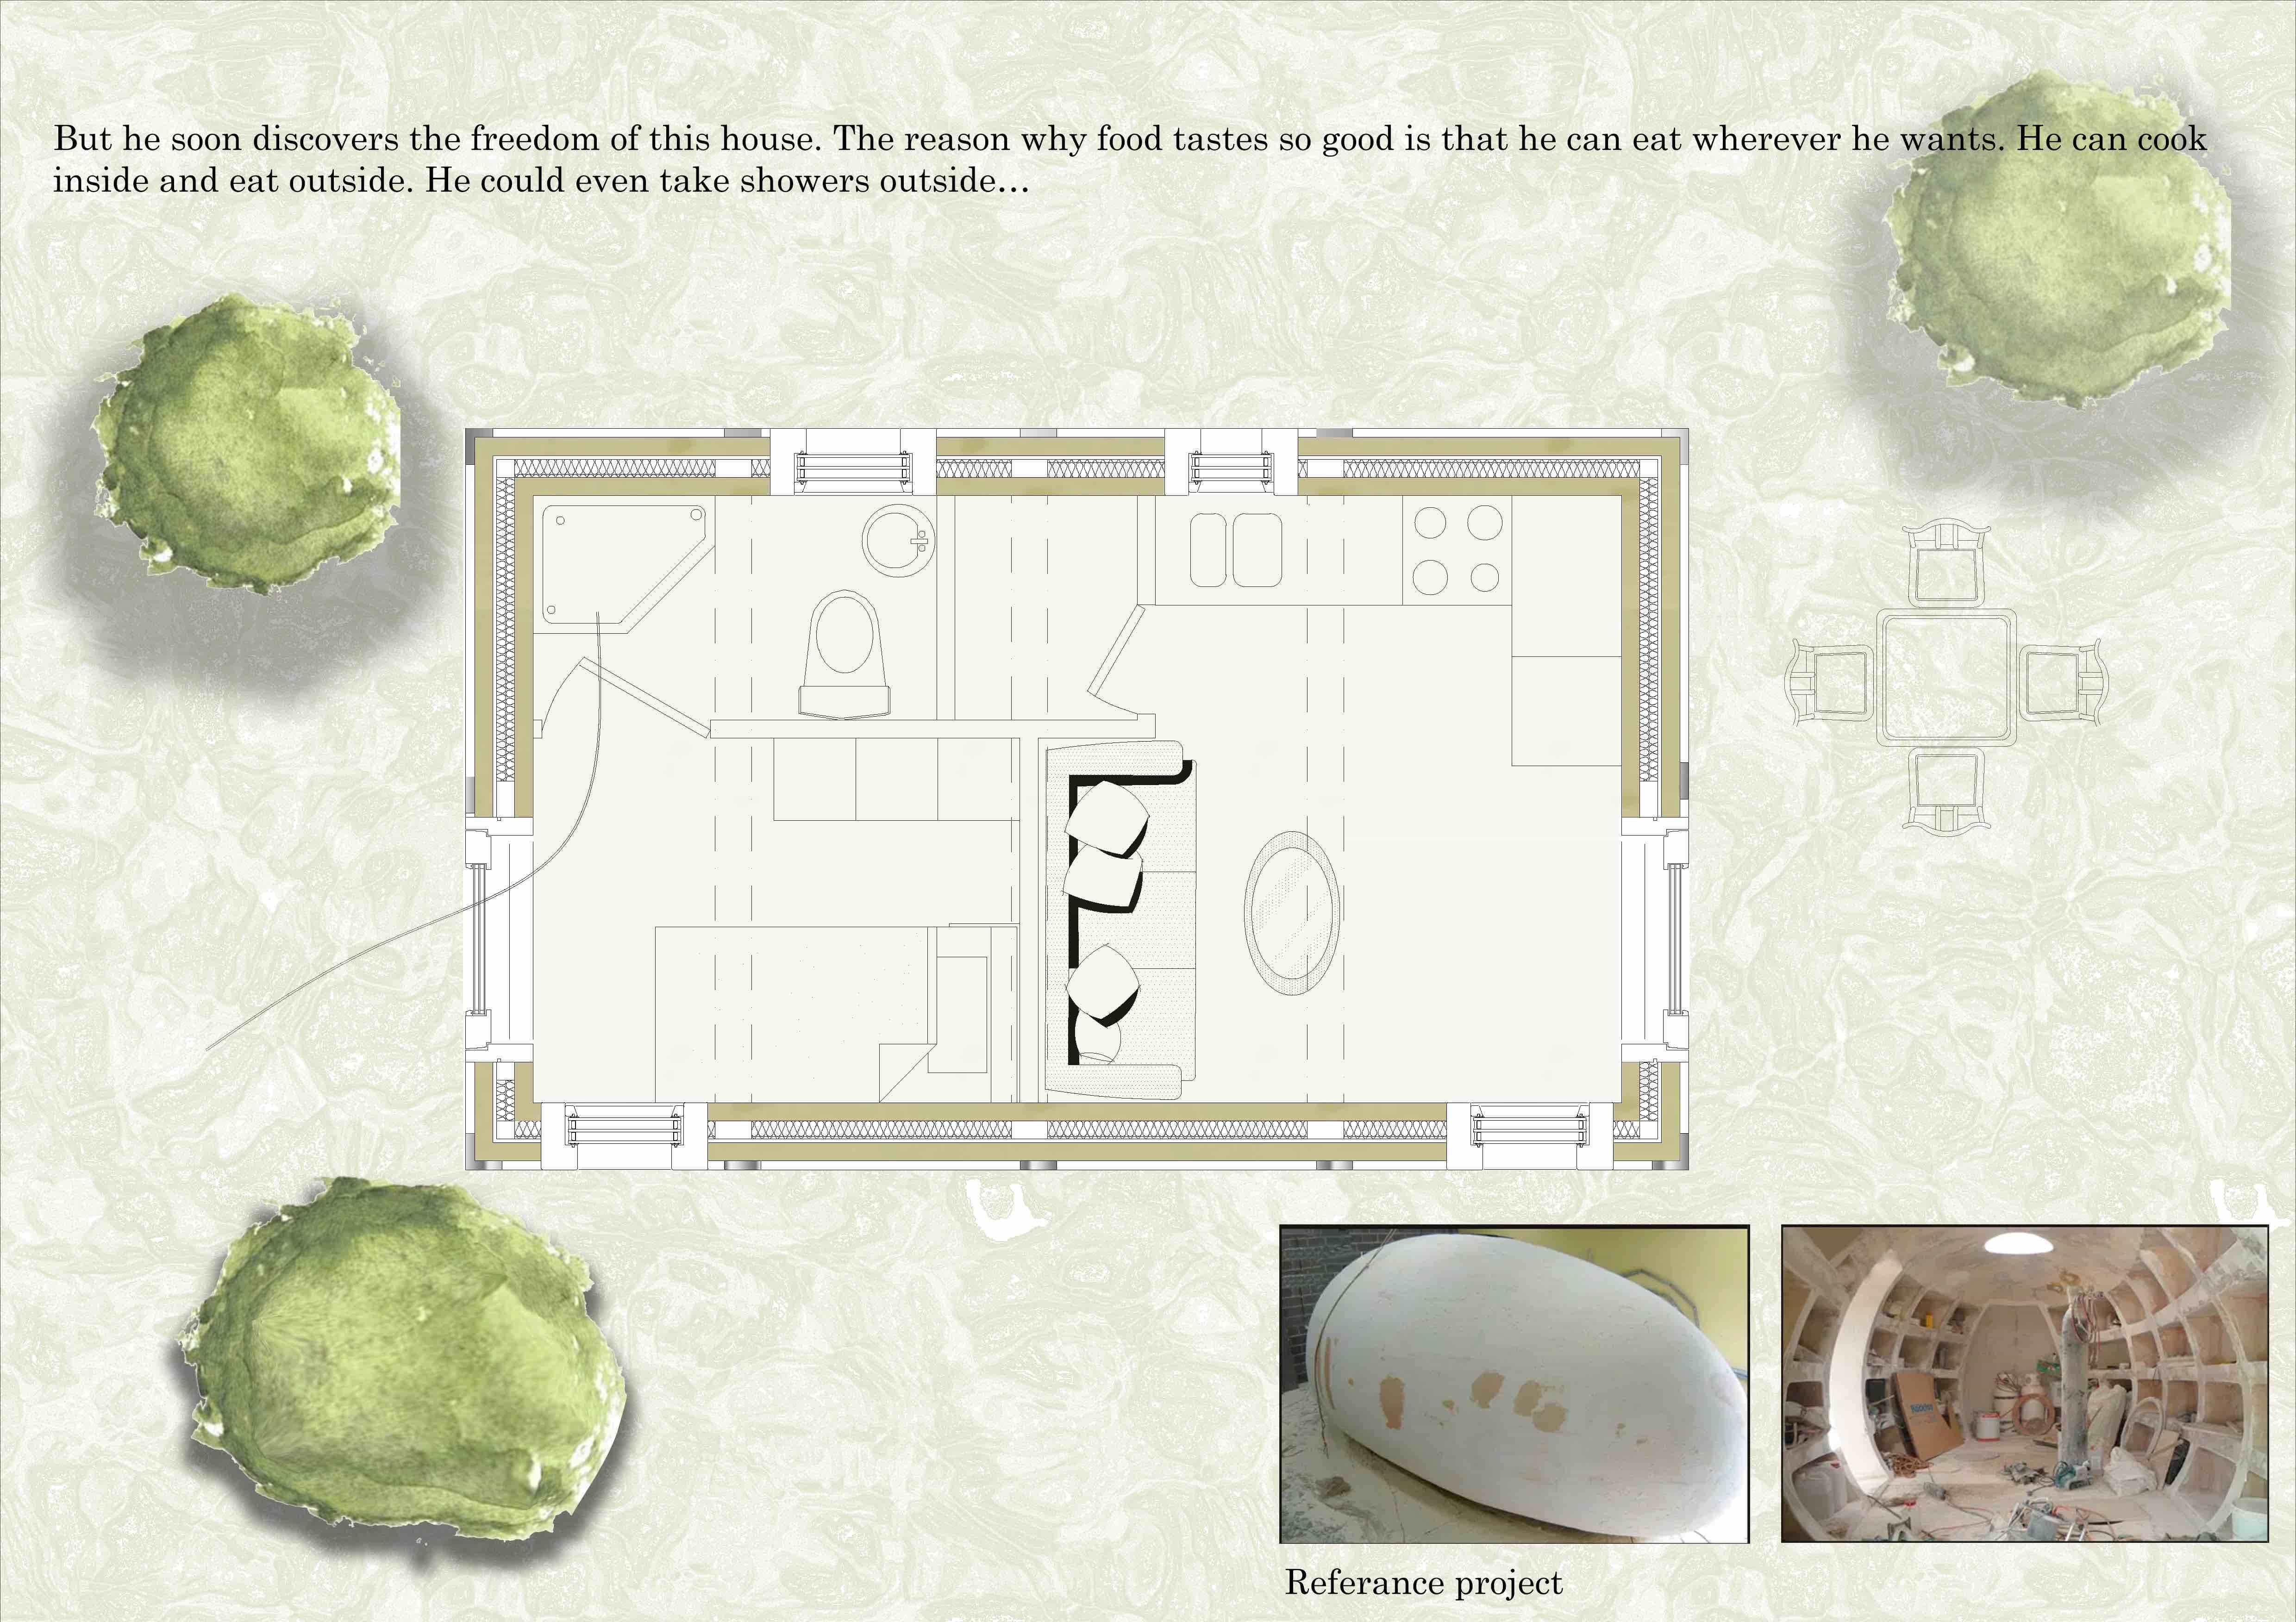 But he soon discovers the freedom of this house. The reason why food tastes so good is that he can eat wherever he wants. He can cook
inside and eat outside. He could even take showers outside...
Referance project